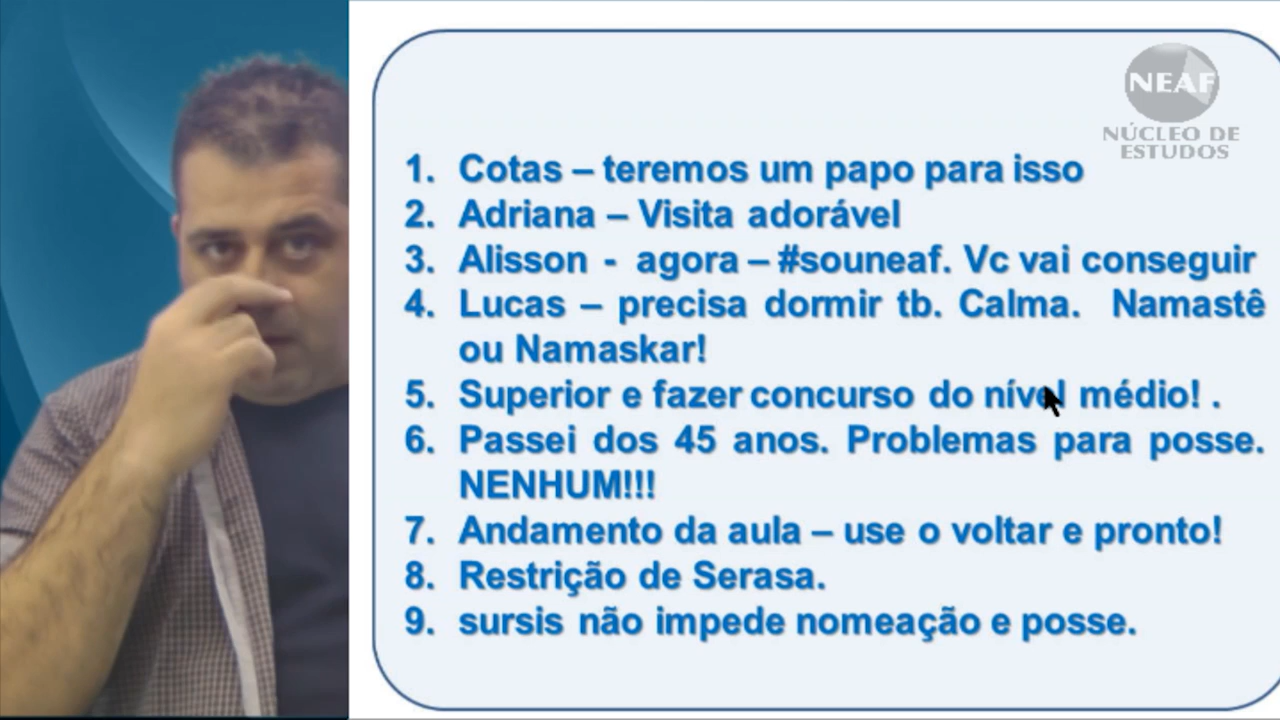 NEAF
NÚCLEO DE
ESTUDOS
1. Cotas – teremos um papo para isso
2. Adriana – Visita adorável
3. Alisson - agora – #souneaf. Vc vai conseguir
4. Lucas – precisa dormir tb. Calma. Namastê
ou Namaskar!
5. Superior e fazer concurso do nível médio! .
6. Passei dos 45 anos. Problemas para posse.
NENHUM!!!
7. Andamento da aula – use o voltar e pronto!
8. Restrição de Serasa.
9. sursis não impede nomeação e posse.